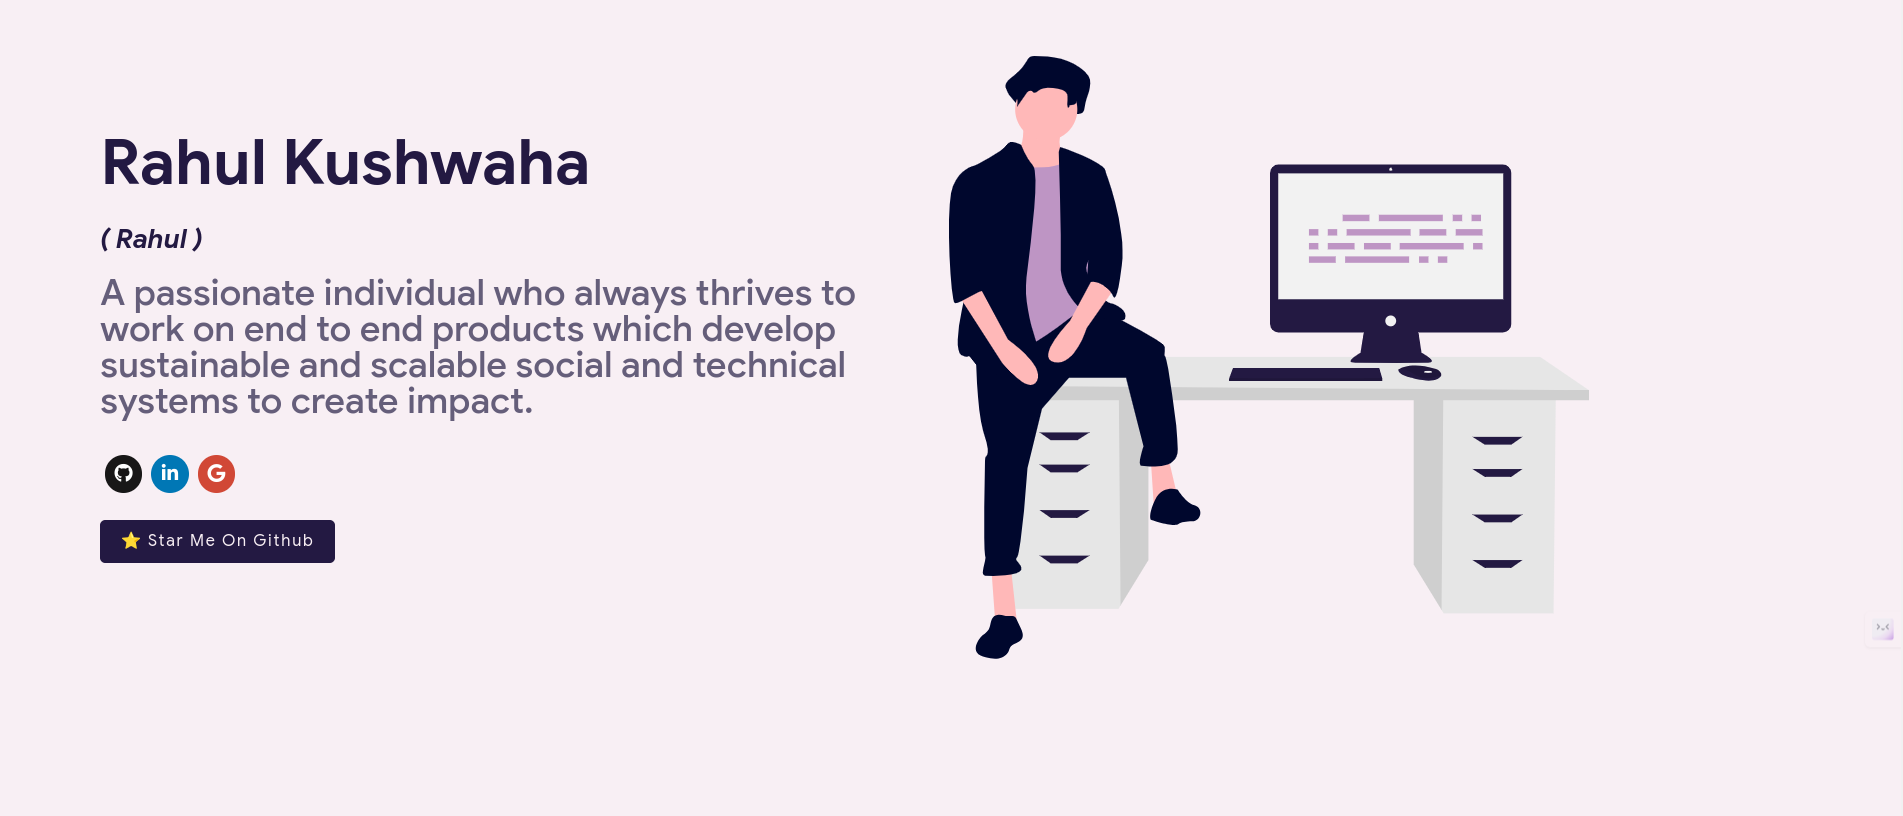 Rahul Kushwaha
( Rahul )
A passionate individual who always thrives to
work on end to end products which develop
sustainable and scalable social and technical
systems to create impact.
in
G
⭐ Star Me On Github